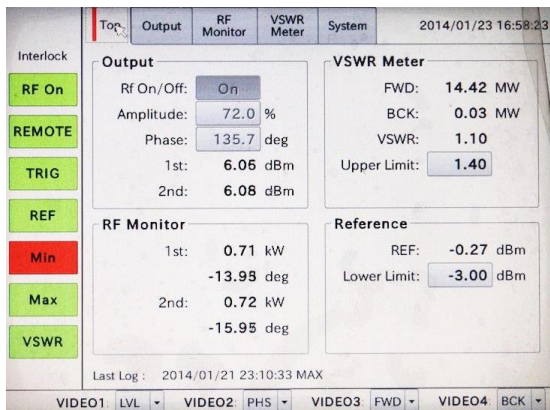 Top Output RF Monitor VSWR Meter System 2014/01/23 16:58:23
Interlock
RF On
REMOTE
TRIG
REF
Min
Max
VSWR
Output
RF On/Off: On
Amplitude: 72.0 %
Phase: 135.7 deg
1st: 6.05 dBm
2nd: 6.08 dBm
VSWR Meter
FWD: 14.42 MW
BCK: 0.03 MW
VSWR: 1.10
Upper Limit: 1.40
RF Monitor
1st: 0.71 kW
-13.95 deg
2nd: 0.72 kW
-15.95 deg
Reference
REF: -0.27 dBm
Lower Limit: -3.00 dBm
Last Log : 2014/01/21 23:10:33 MAX
VIDEO1: LVL VIDEO2: PHS VIDEO3: FWD VIDEO4: BCK